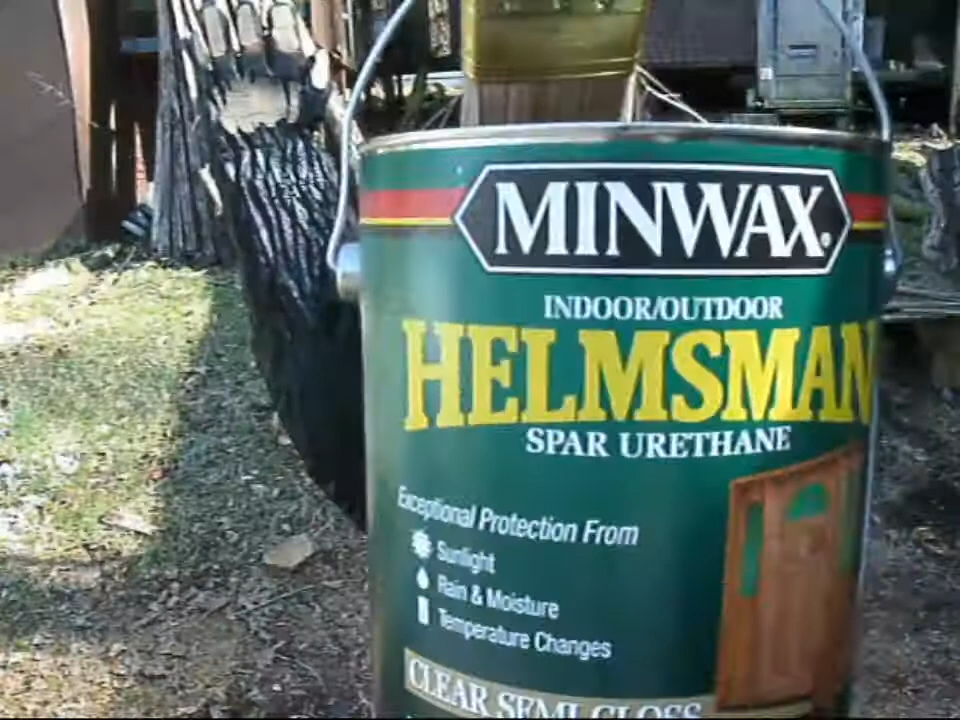 MINWAX®
INDOOR/OUTDOOR
HELMSMAN
SPAR URETHANE
Exceptional Protection From
Sunlight
Rain & Moisture
Temperature Changes
CLEAR SEMI-GLOSS